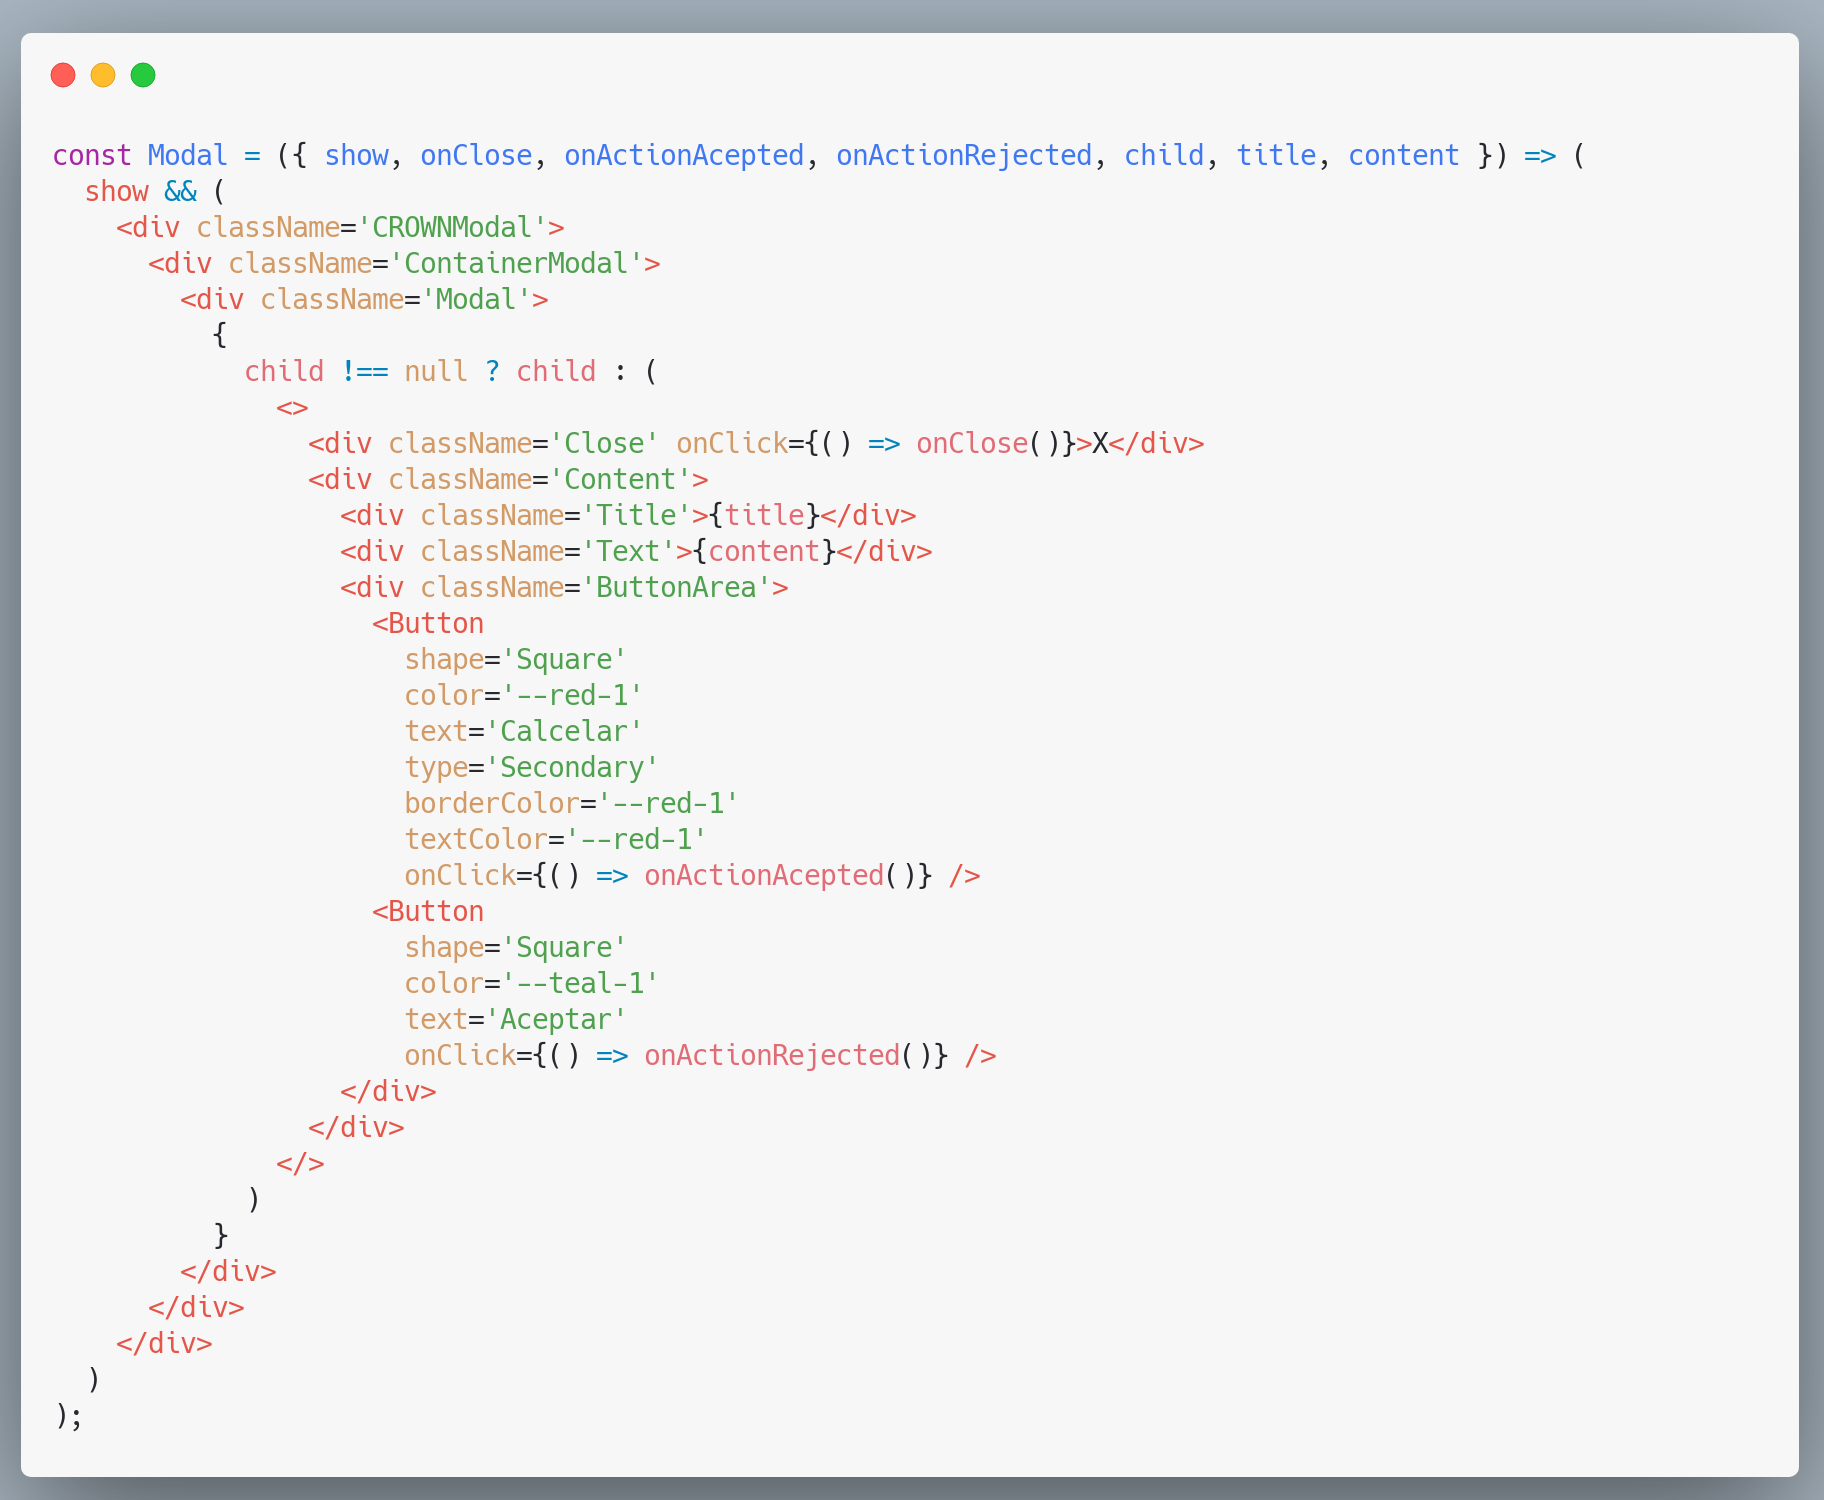 const Modal = ({ show, onClose, onActionAcepted, onActionRejected, child, title, content }) => (
  show && (
    <div className='CROWNModal'>
      <div className='ContainerModal'>
        <div className='Modal'>
          {
            child !== null ? child : (
              <>
                <div className='Close' onClick={() => onClose()}>X</div>
                <div className='Content'>
                  <div className='Title'>{title}</div>
                  <div className='Text'>{content}</div>
                  <div className='ButtonArea'>
                    <Button
                      shape='Square'
                      color='--red-1'
                      text='Calcelar'
                      type='Secondary'
                      borderColor='--red-1'
                      textColor='--red-1'
                      onClick={() => onActionAcepted()} />
                    <Button
                      shape='Square'
                      color='--teal-1'
                      text='Aceptar'
                      onClick={() => onActionRejected()} />
                  </div>
                </div>
              </>
            )
          }
        </div>
      </div>
    </div>
  )
);